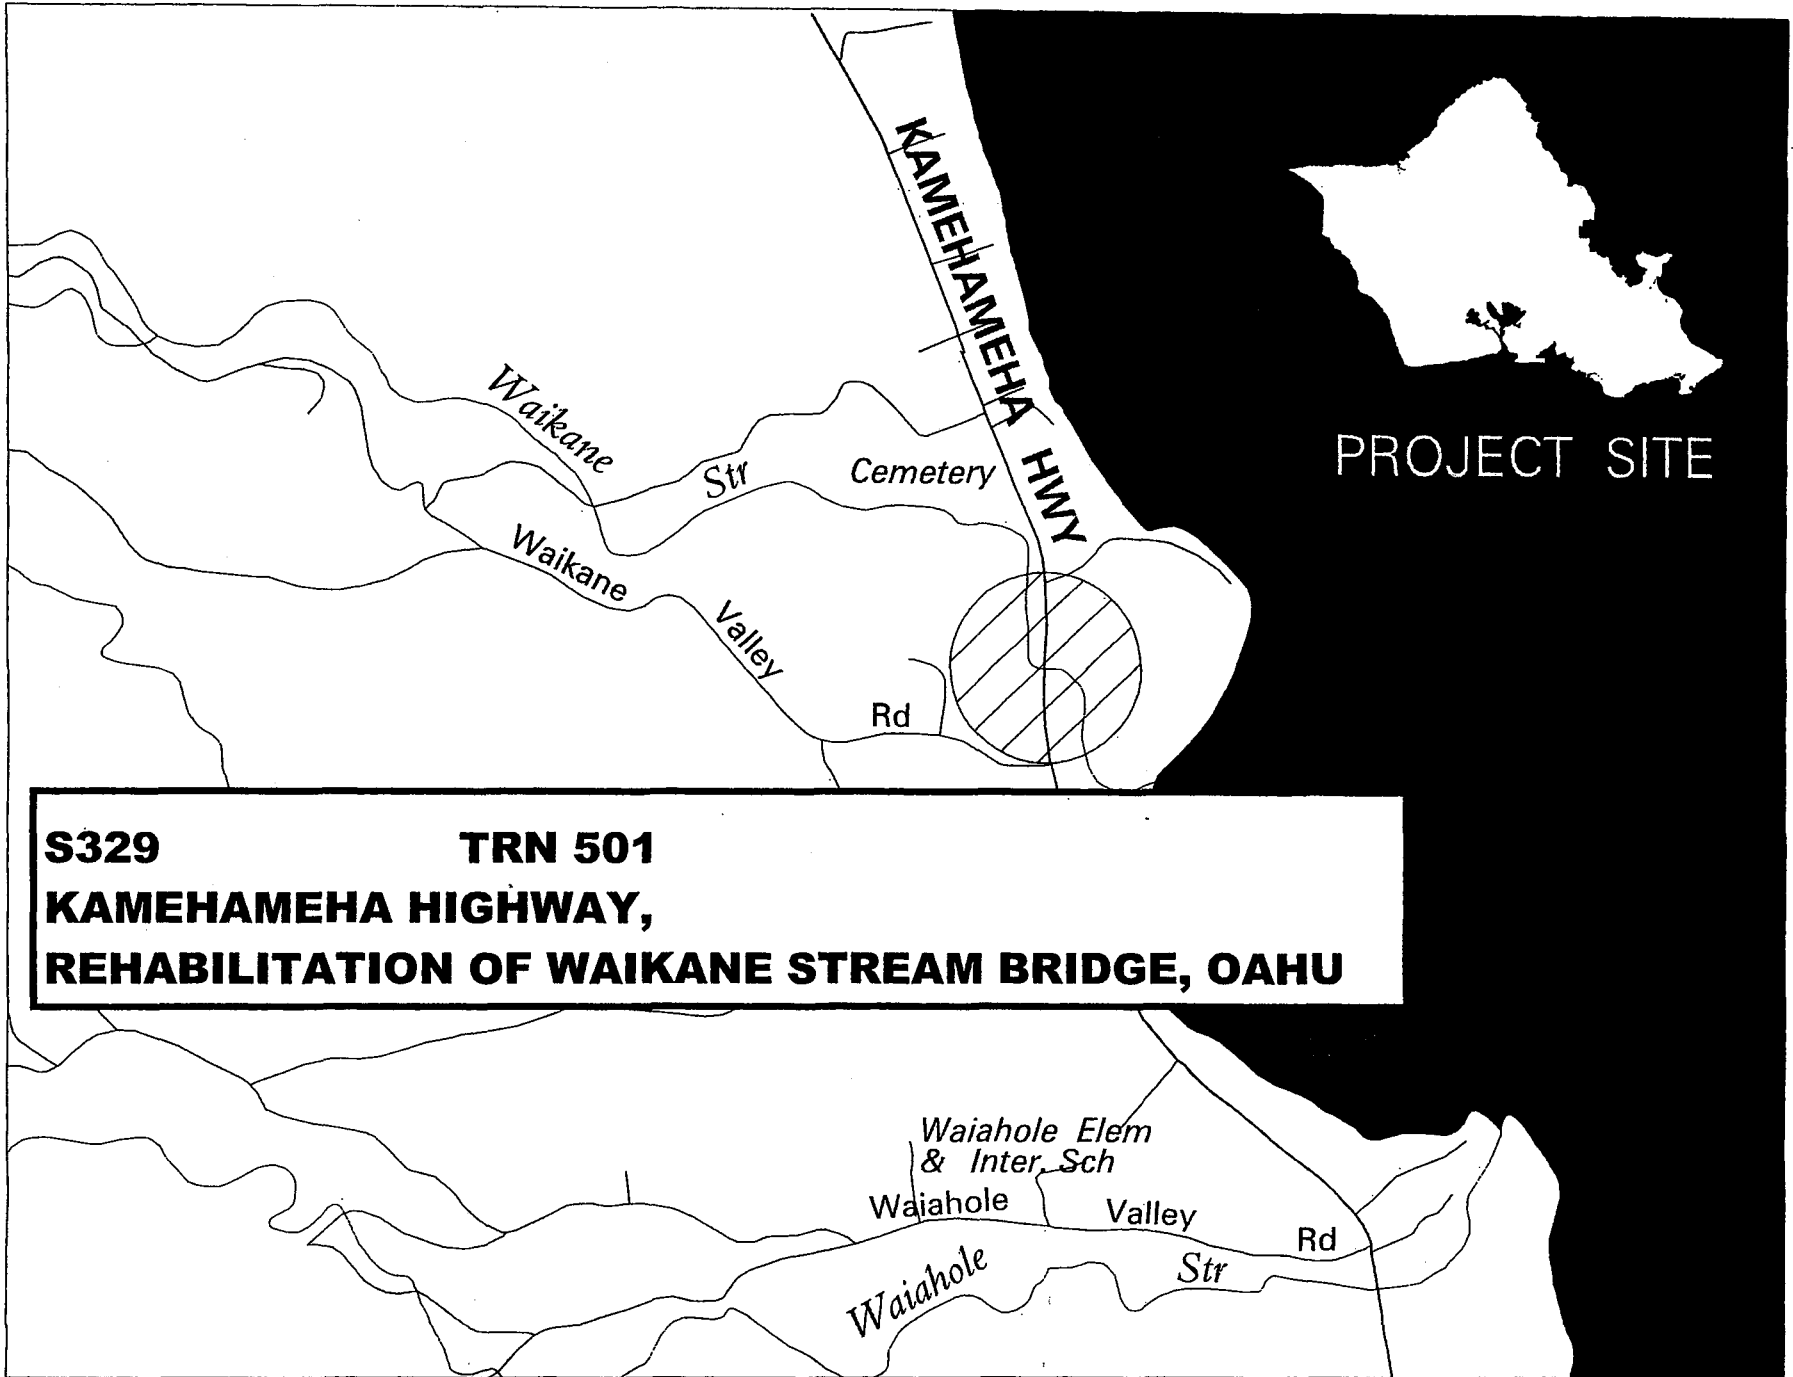 KAMEHAMEHA HWY
PROJECT SITE
Waikane Str
Cemetery
Waikane Valley Rd
S329 TRN 501
KAMEHAMEHA HIGHWAY,
REHABILITATION OF WAIKANE STREAM BRIDGE, OAHU
Waiahole Elem
& Inter. Sch
Waiahole Valley Rd
Waiahole Str